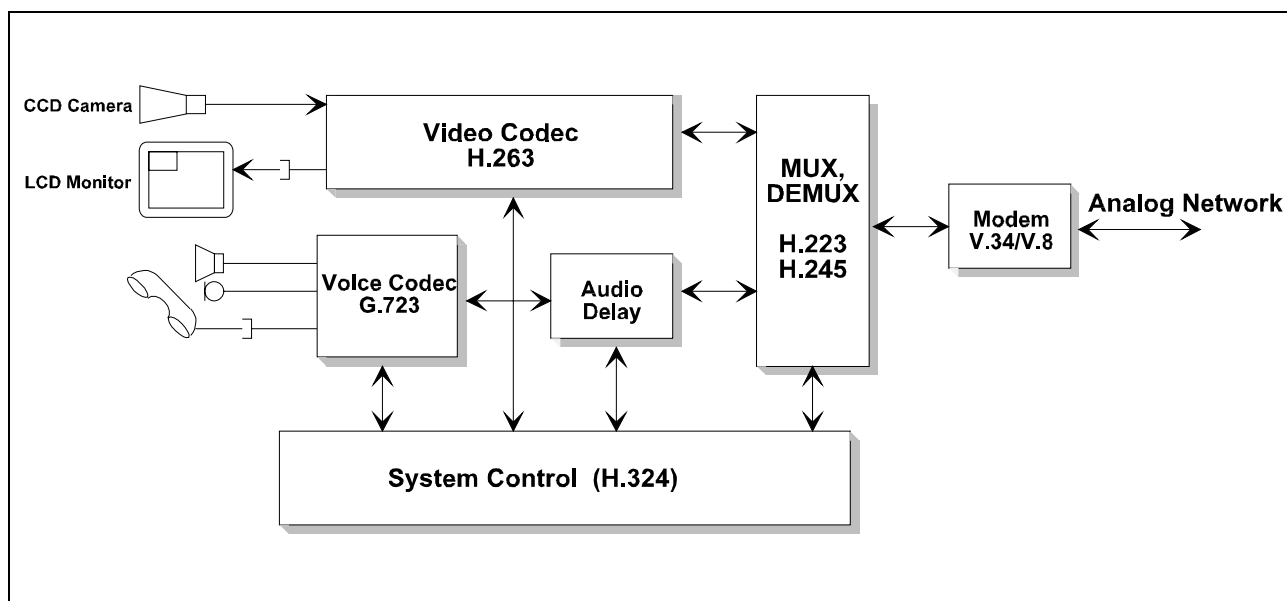 CCD Camera
Video Codec
H.263
LCD Monitor
MUX,
DEMUX
H.223
H.245
Modem
V.34/V.8
Analog Network
Voice Codec
G.723
Audio
Delay
System Control (H.324)